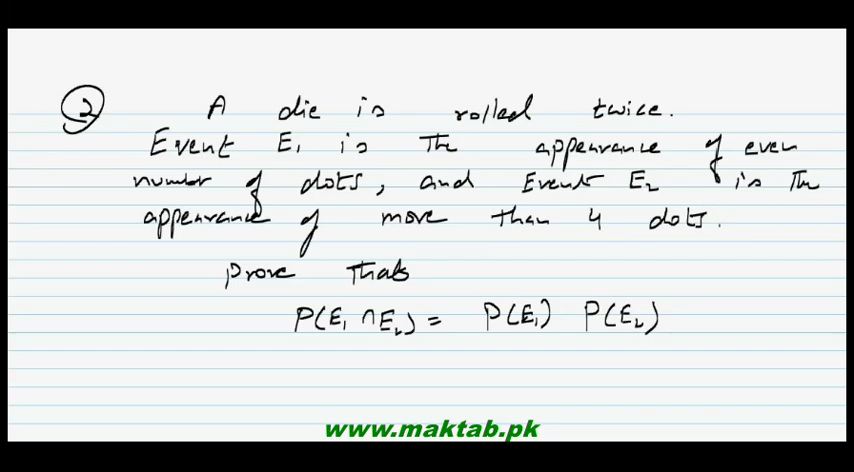 2 A die is rolled twice.
Event E₁ is the appearance of even
number of dots, and Event E₂ is the
appearance of more than 4 dots.
prove that
P(E₁ ∩ E₂) = P(E₁) P(E₂)
www.maktab.pk